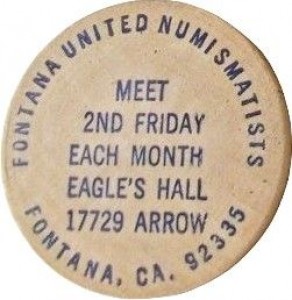 FONTANA UNITED NUMISMATISTS
MEET
2ND FRIDAY
EACH MONTH
EAGLE'S HALL
17729 ARROW
FONTANA, CA. 92335